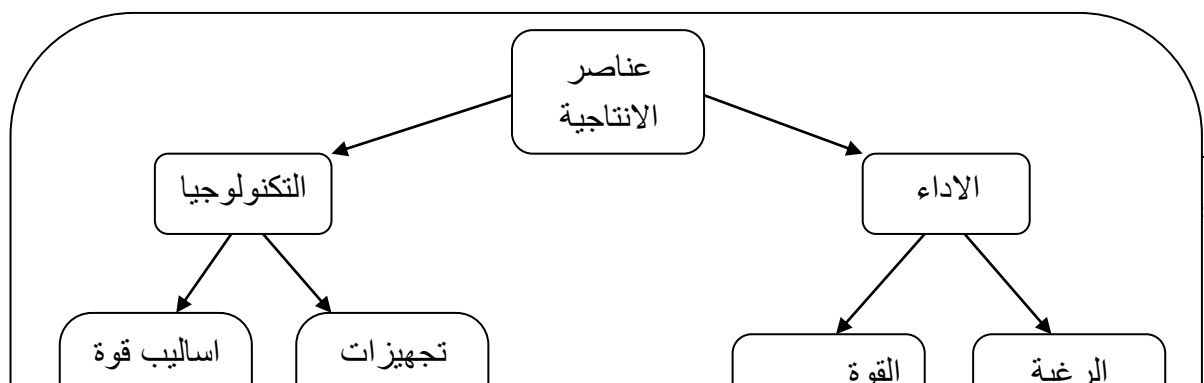 عناصر
الانتاجية
الاداء
التكنولوجيا
الرغبة
القوة
تجهيزات
اساليب قوة